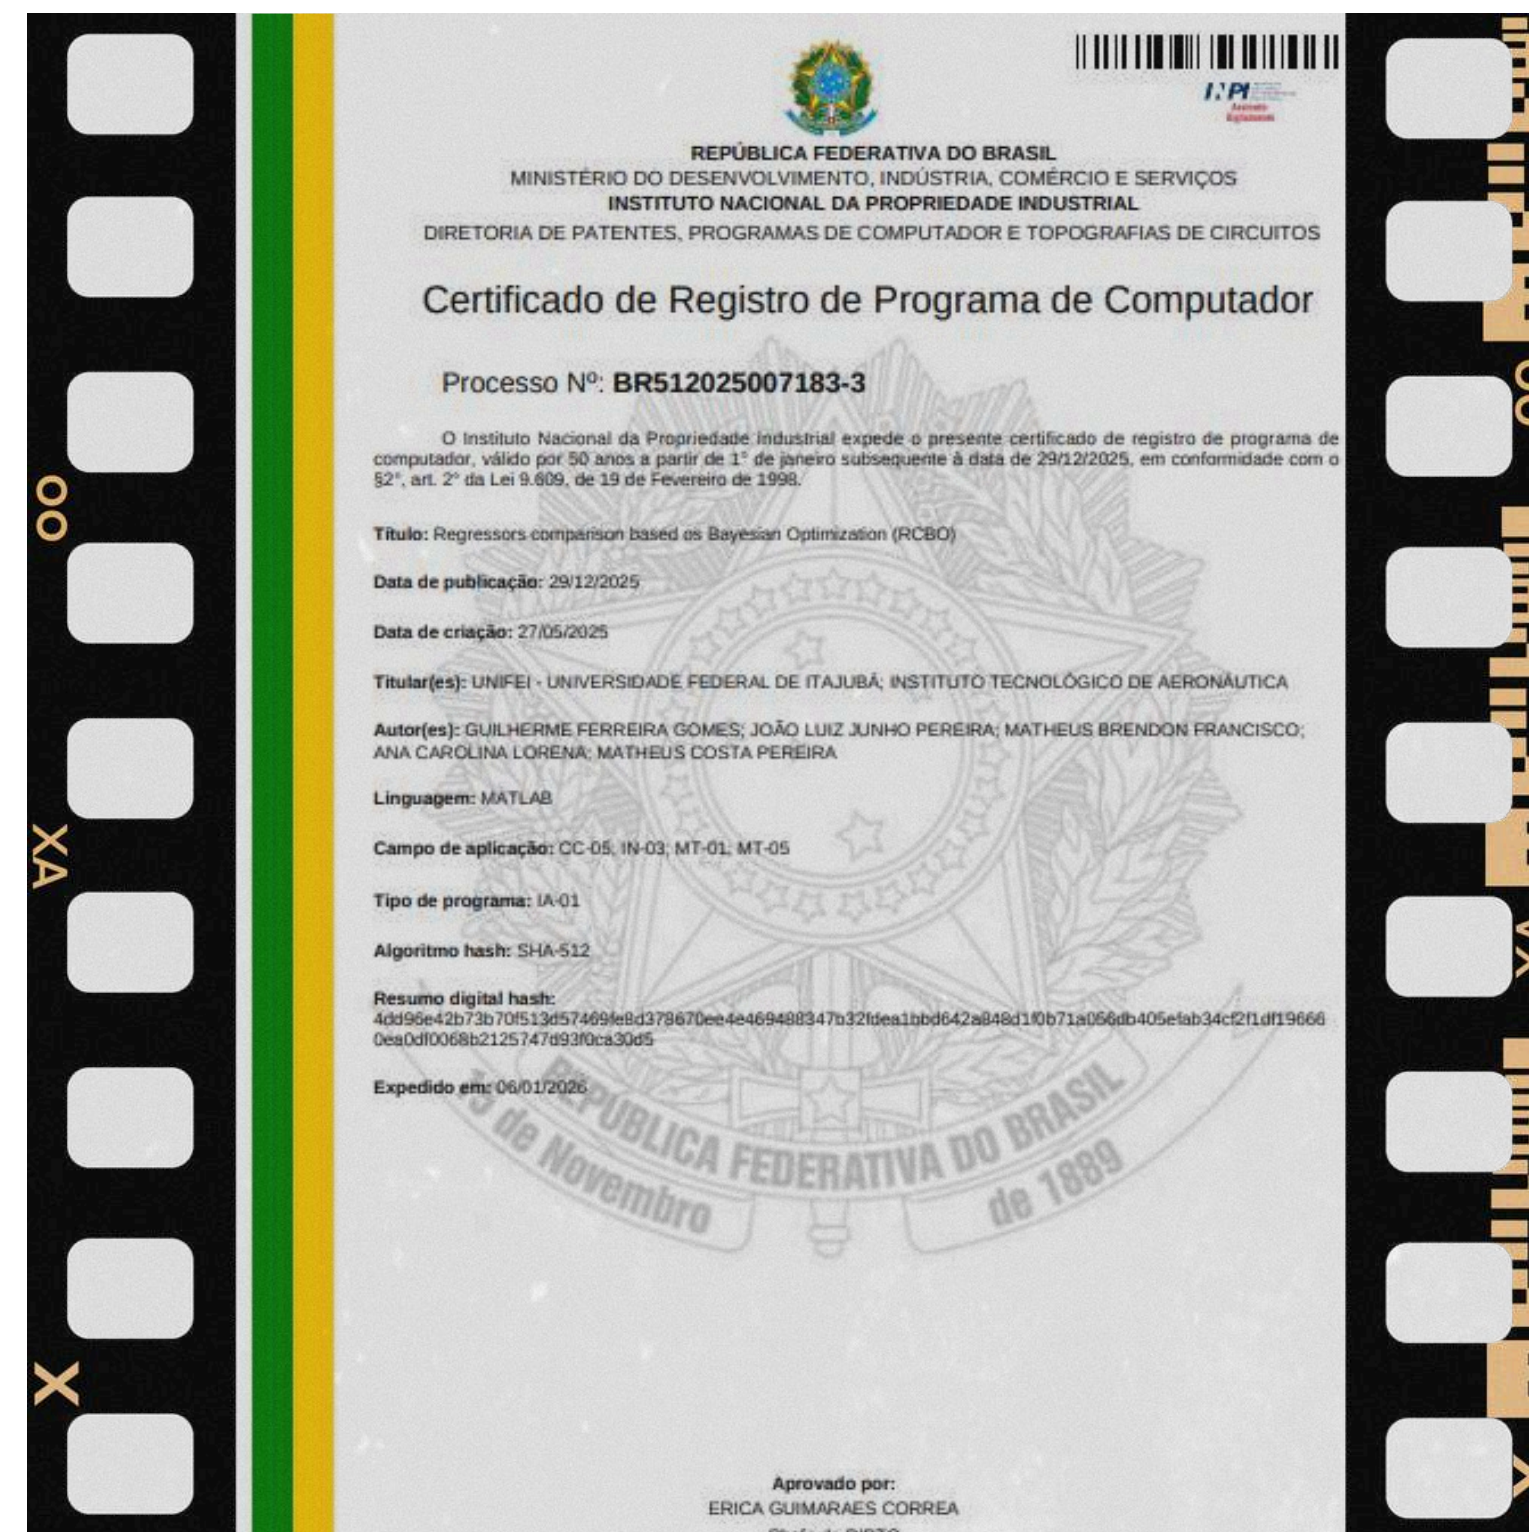 INPI
Assinado
Digitalmente
REPÚBLICA FEDERATIVA DO BRASIL
MINISTÉRIO DO DESENVOLVIMENTO, INDÚSTRIA, COMÉRCIO E SERVIÇOS
INSTITUTO NACIONAL DA PROPRIEDADE INDUSTRIAL
DIRETORIA DE PATENTES, PROGRAMAS DE COMPUTADOR E TOPOGRAFIAS DE CIRCUITOS
Certificado de Registro de Programa de Computador
Processo Nº: BR512025007183-3
O Instituto Nacional da Propriedade Industrial expede o presente certificado de registro de programa de
computador, válido por 50 anos a partir de 1° de janeiro subsequente à data de 29/12/2025, em conformidade com o
§2°, art. 2° da Lei 9.609, de 19 de Fevereiro de 1998.
Título: Regressors comparison based os Bayesian Optimization (RCBO)
Data de publicação: 29/12/2025
Data de criação: 27/05/2025
Titular(es): UNIFEI - UNIVERSIDADE FEDERAL DE ITAJUBÁ; INSTITUTO TECNOLÓGICO DE AERONÁUTICA
Autor(es): GUILHERME FERREIRA GOMES; JOÃO LUIZ JUNHO PEREIRA; MATHEUS BRENDON FRANCISCO;
ANA CAROLINA LORENA; MATHEUS COSTA PEREIRA
Linguagem: MATLAB
Campo de aplicação: CC-05; IN-03; MT-01; MT-05
Tipo de programa: IA-01
Algoritmo hash: SHA-512
Resumo digital hash:
4dd96e42b73b70f513d57469fe8d378670ee4e469488347b32fdea1bbd642a848d1f0b71a056db405efab34cf2f1df19666
0ea0df0068b2125747d93f0ca30d5
Expedido em: 06/01/2026
REPÚBLICA FEDERATIVA DO BRASIL
15 de Novembro de 1889
Aprovado por:
ERICA GUIMARAES CORREA
OO
XA
X